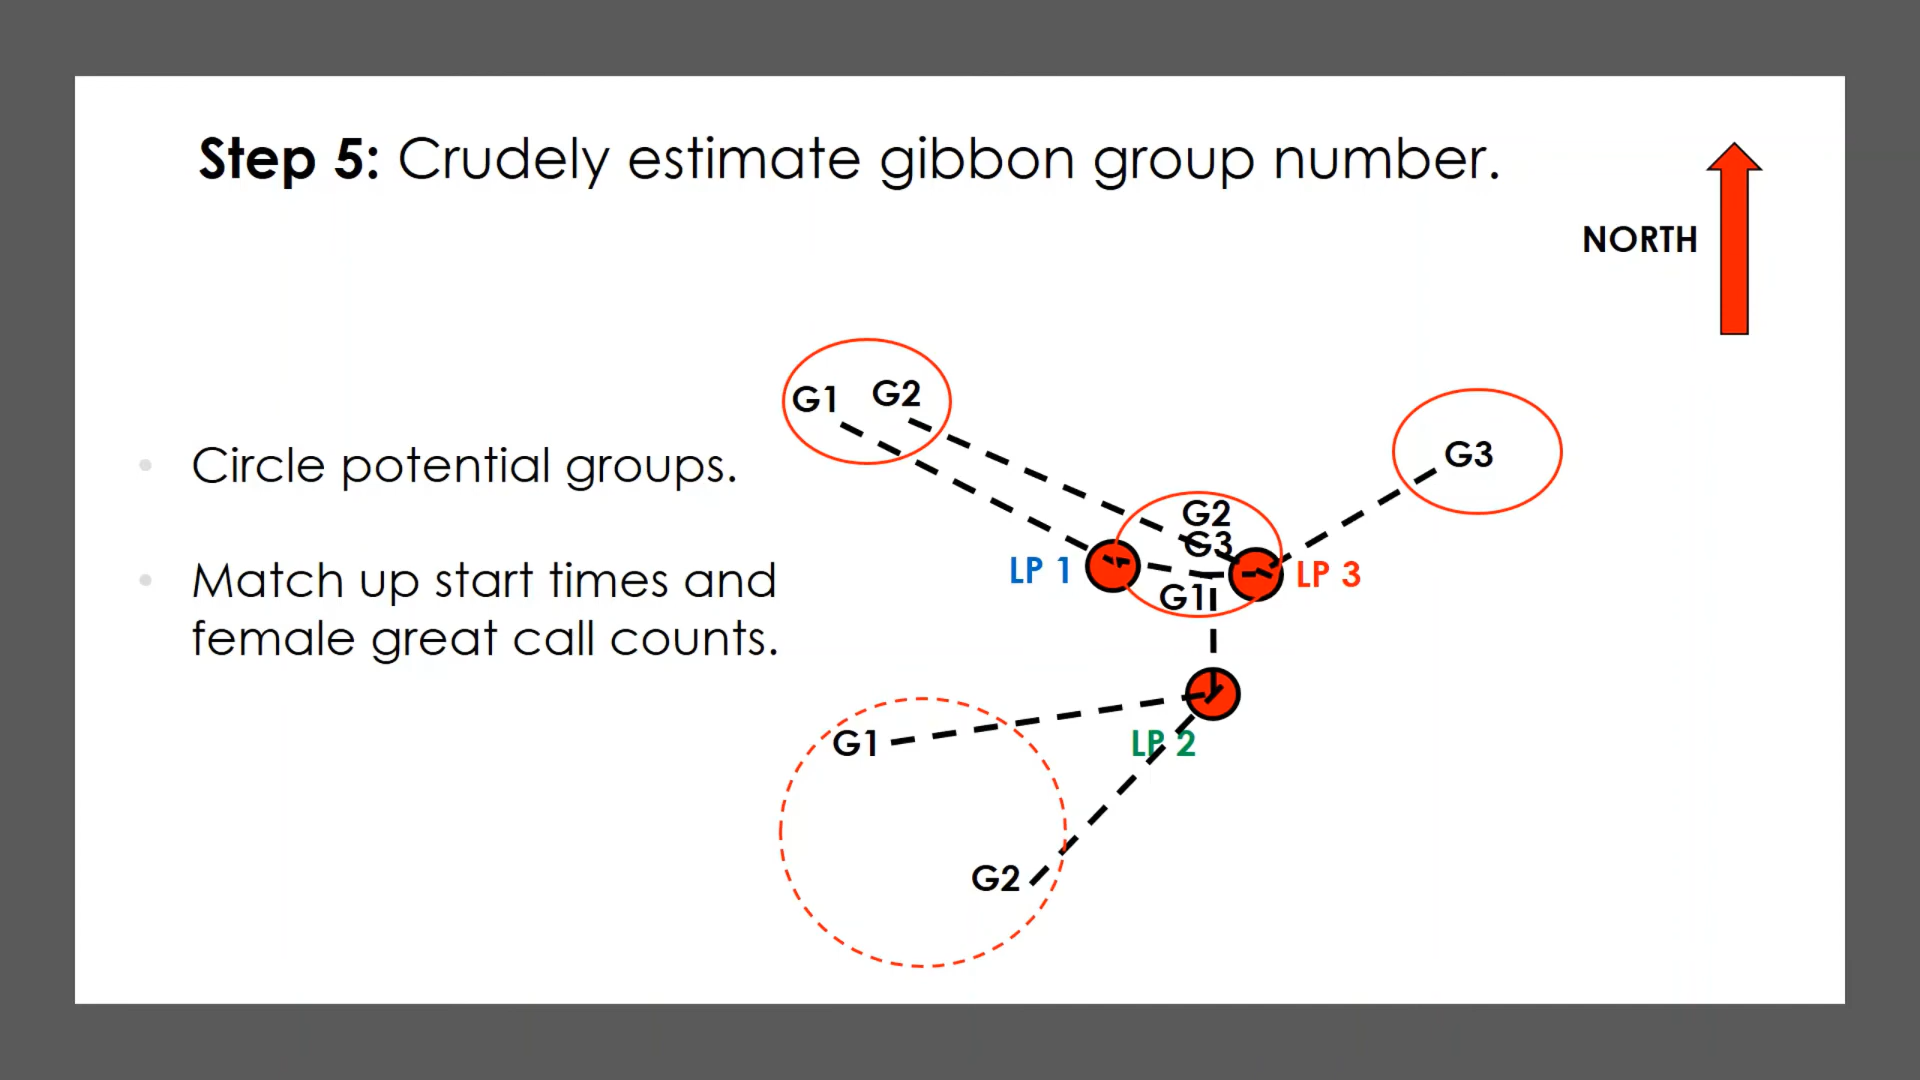 Step 5: Crudely estimate gibbon group number.
NORTH
Circle potential groups.
Match up start times and
female great call counts.
G1 G2
G3
G2
G3
LP 1
LP 3
G1
G1
LP 2
G2